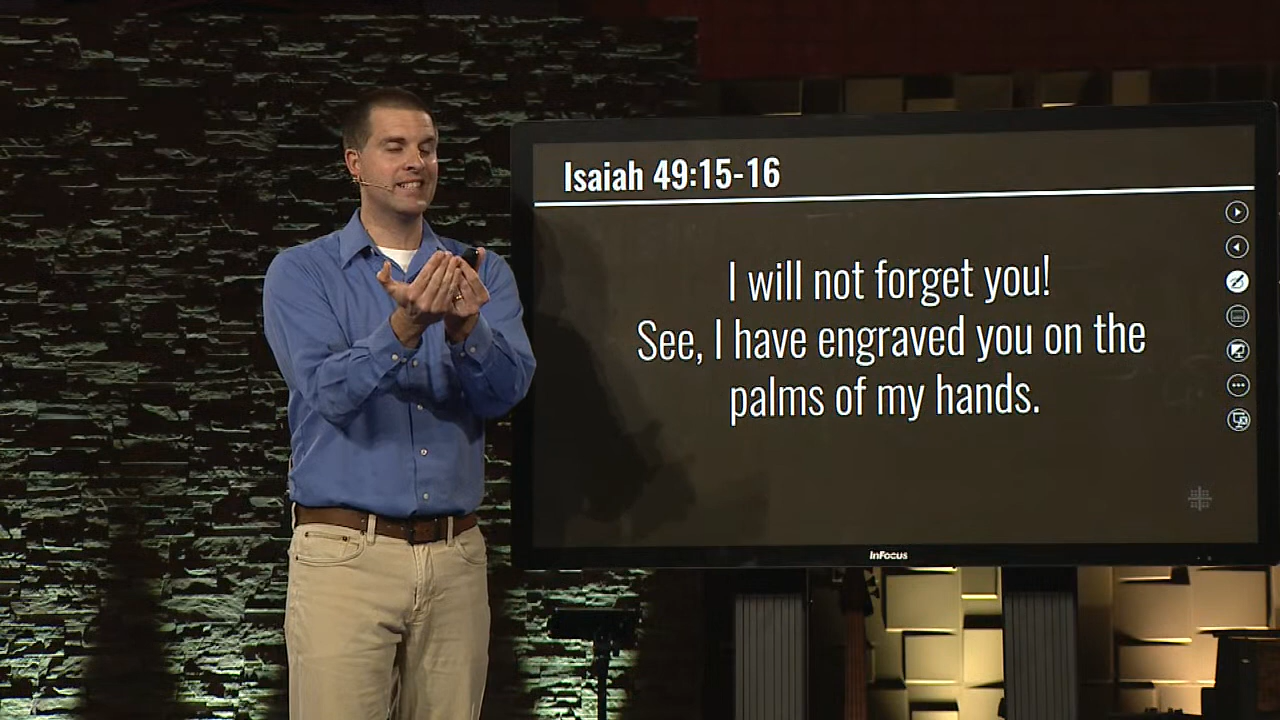 Isaiah 49:15-16
I will not forget you!
See, I have engraved you on the
palms of my hands.
InFocus